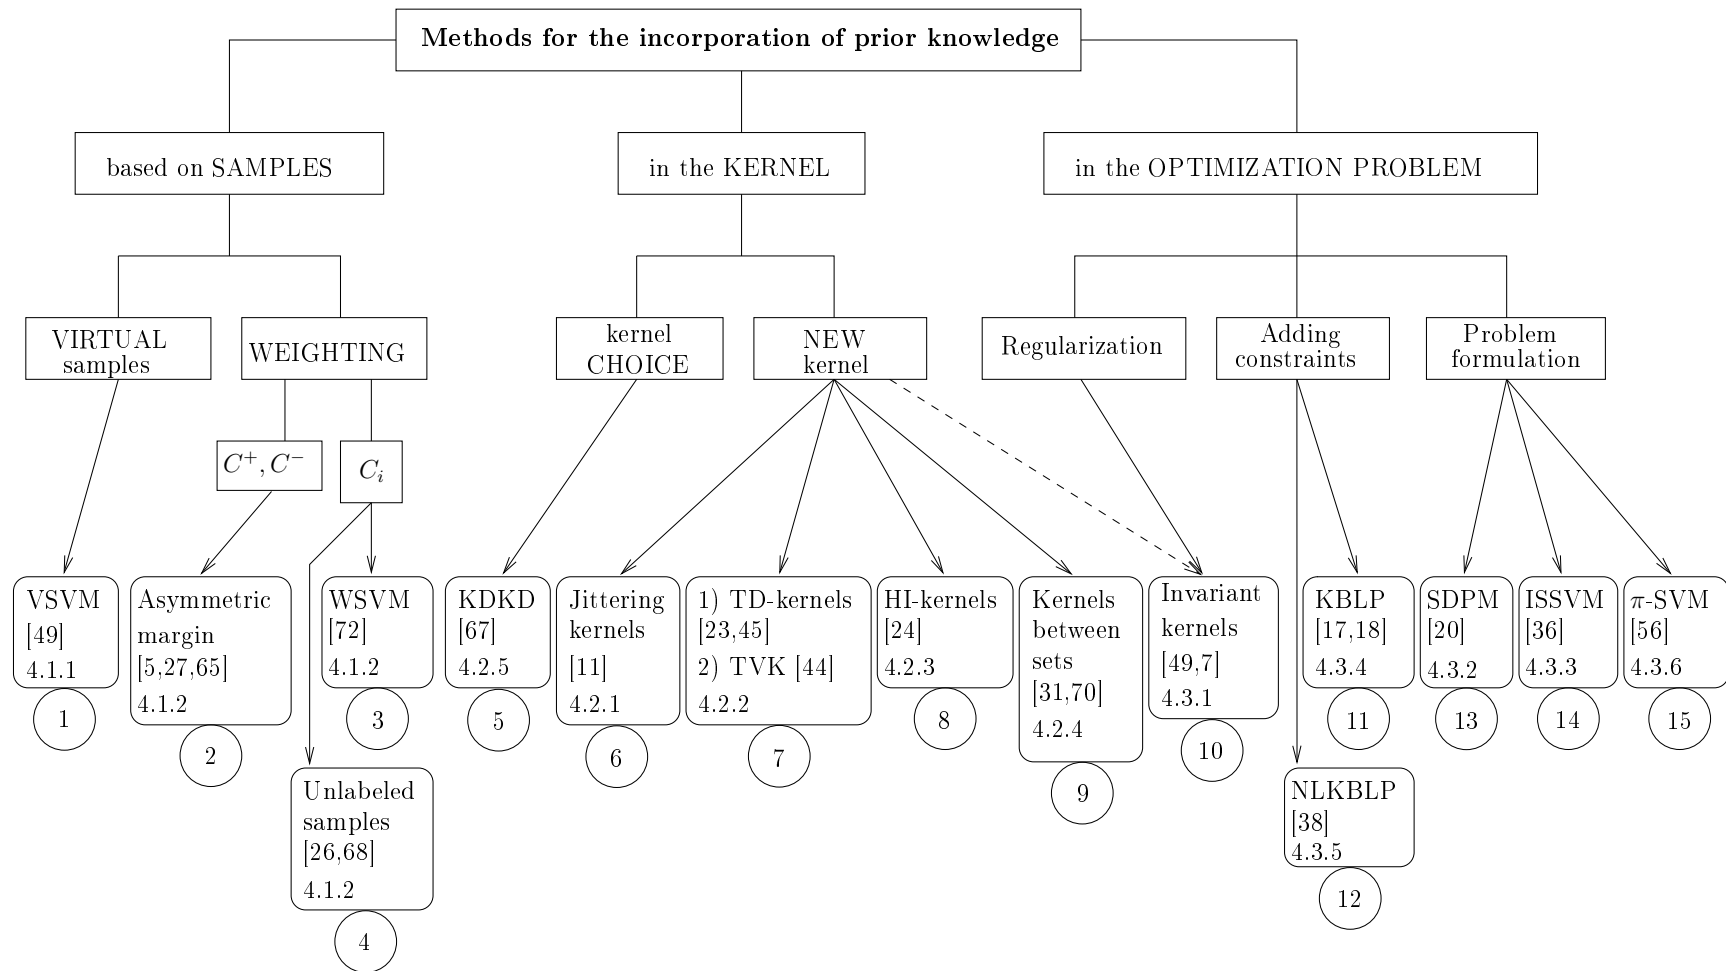 Methods for the incorporation of prior knowledge
based on SAMPLES
in the KERNEL
in the OPTIMIZATION PROBLEM
VIRTUAL
samples
WEIGHTING
kernel
CHOICE
NEW
kernel
Regularization
Adding
constraints
Problem
formulation
C⁺, C⁻
Cᵢ
VSVM
[49]
4.1.1
1
Asymmetric
margin
[5,27,65]
4.1.2
2
WSVM
[72]
4.1.2
3
Unlabeled
samples
[26,68]
4.1.2
4
KDKD
[67]
4.2.5
5
Jittering
kernels
[11]
4.2.1
6
1) TD-kernels
[23,45]
2) TVK [44]
4.2.2
7
HI-kernels
[24]
4.2.3
8
Kernels
between
sets
[31,70]
4.2.4
9
Invariant
kernels
[49,7]
4.3.1
10
KBLP
[17,18]
4.3.4
11
NLKBLP
[38]
4.3.5
12
SDPM
[20]
4.3.2
13
ISSVM
[36]
4.3.3
14
π-SVM
[56]
4.3.6
15